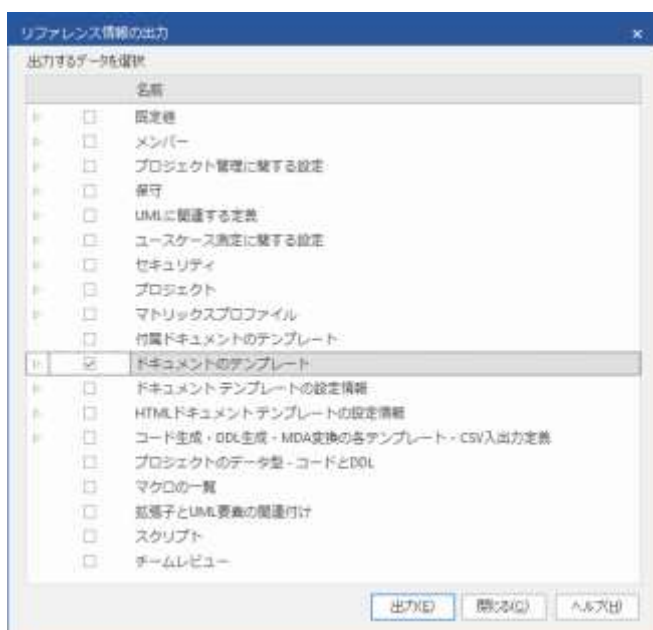 リファレンス情報の出力
出力するデータを選択
名前
既定値
メンバー
プロジェクト管理に関する設定
保守
UMLに関連する定義
ユースケース測定に関する設定
セキュリティ
プロジェクト
マトリックスプロファイル
付属ドキュメントのテンプレート
ドキュメントのテンプレート
ドキュメント テンプレートの設定情報
HTMLドキュメント テンプレートの設定情報
コード生成・DDL生成・MDA変換の各テンプレート・CSV入出力定義
プロジェクトのデータ型 - コードとDDL
マクロの一覧
拡張子とUML要素の関連付け
スクリプト
チームレビュー
出力(E) 閉じる(C) ヘルプ(H)